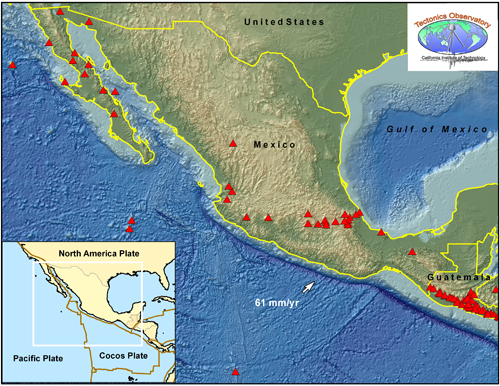 Tectonics Observatory
California Institute of Technology
United States
Gulf of Mexico
Mexico
Guatemala
61 mm/yr
North America Plate
Pacific Plate
Cocos Plate